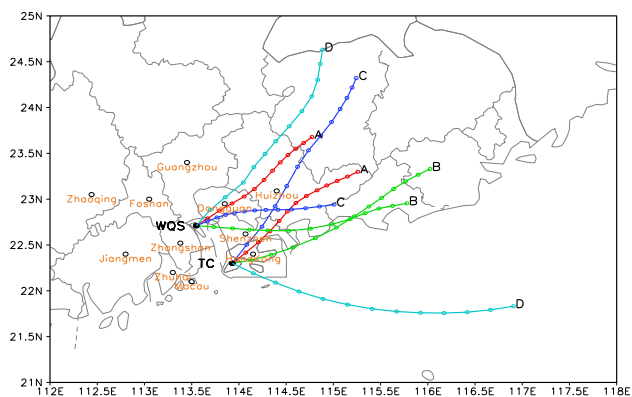 25N
D
24.5N
C
24N
A
23.5N
Guangzhou
A
B
Zhaoqing
Foshan
Dongguan
Huizhou
C
B
23N
WQS
Shenzhen
22.5N
Zhongshan
Jiangmen
TC
Hong Kong
Zhuhai
Macau
22N
D
21.5N
21N
112E
112.5E
113E
113.5E
114E
114.5E
115E
115.5E
116E
116.5E
117E
117.5E
118E